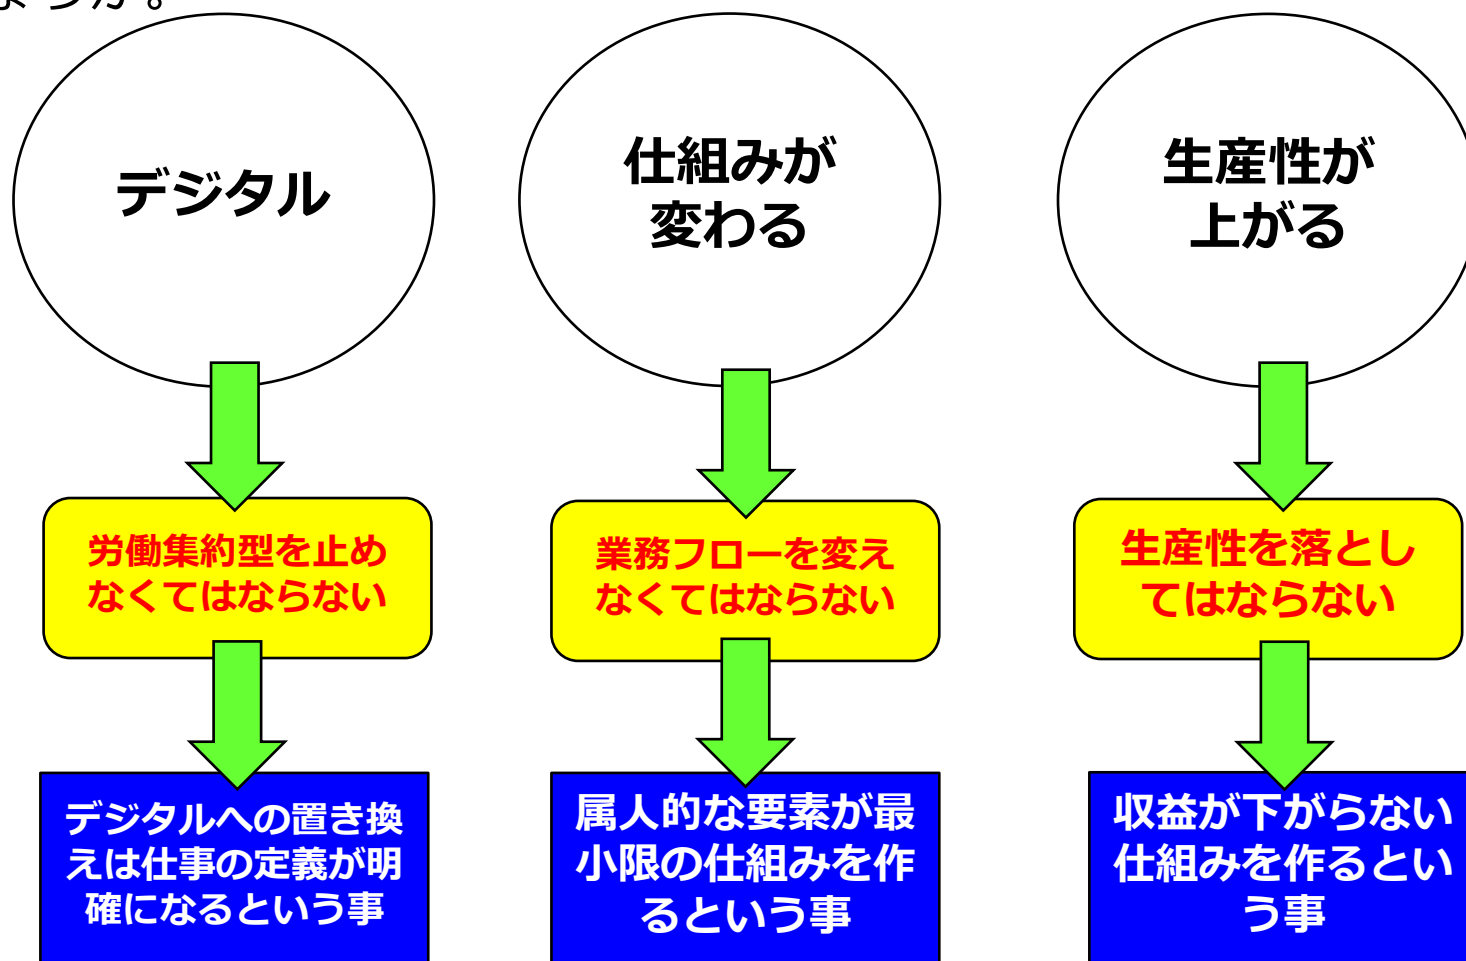 ょうか。
デジタル
仕組みが
変わる
生産性が
上がる
労働集約型を止め
なくてはならない
業務フローを変え
なくてはならない
生産性を落とし
てはならない
デジタルへの置き換
えは仕事の定義が明
確になるという事
属人的な要素が最
小限の仕組みを作
るという事
収益が下がらない
仕組みを作るとい
う事